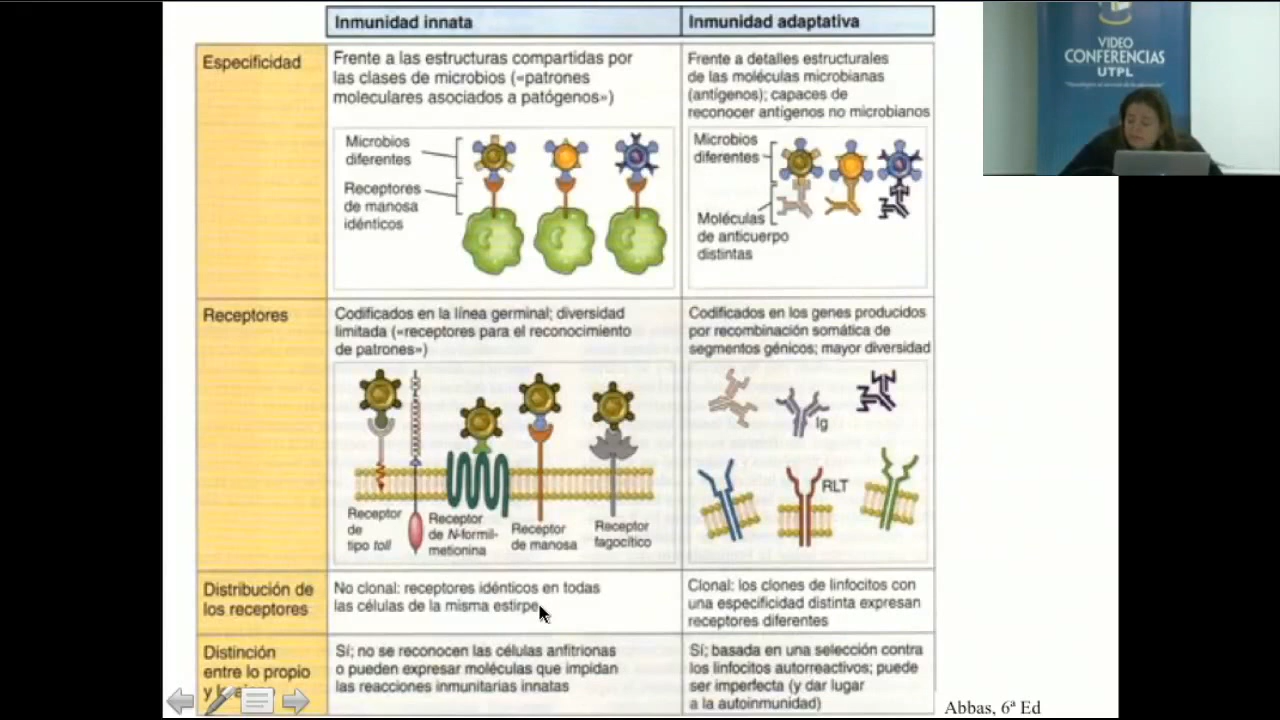 Inmunidad innata
Inmunidad adaptativa
Especificidad
Frente a las estructuras compartidas por
las clases de microbios («patrones
moleculares asociados a patógenos»)
Microbios
diferentes
Receptores
de manosa
idénticos
Frente a detalles estructurales
de las moléculas microbianas
(antígenos); capaces de
reconocer antígenos no microbianos
Microbios
diferentes
Moléculas
de anticuerpo
distintas
Receptores
Codificados en la línea germinal; diversidad
limitada («receptores para el reconocimiento
de patrones»)
Receptor
de
tipo toll
Receptor
de N-formil-
metionina
Receptor
de manosa
Receptor
fagocítico
Codificados en los genes producidos
por recombinación somática de
segmentos génicos; mayor diversidad
Ig
RLT
Distribución de
los receptores
No clonal: receptores idénticos en todas
las células de la misma estirpe
Clonal: los clones de linfocitos con
una especificidad distinta expresan
receptores diferentes
Distinción
entre lo propio
y
Sí; no se reconocen las células anfitrionas
o pueden expresar moléculas que impidan
las reacciones inmunitarias innatas
Sí; basada en una selección contra
los linfocitos autorreactivos; puede
ser imperfecta (y dar lugar
a la autoinmunidad)
Abbas, 6ª Ed
VIDEO
CONFERENCIAS
UTPL